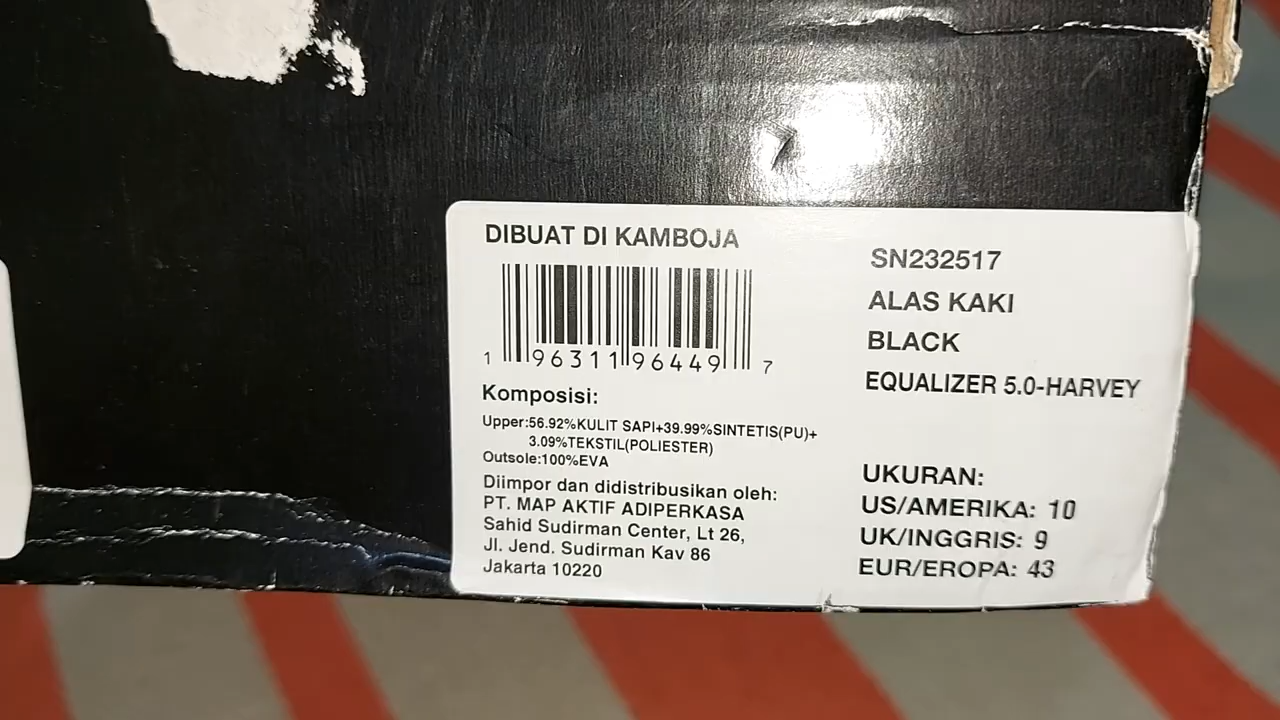 DIBUAT DI KAMBOJA
1 96311 96449 7
Komposisi:
Upper:56.92%KULIT SAPI+39.99%SINTETIS(PU)+
3.09%TEKSTIL(POLIESTER)
Outsole:100%EVA
Diimpor dan didistribusikan oleh:
PT. MAP AKTIF ADIPERKASA
Sahid Sudirman Center, Lt 26,
Jl. Jend. Sudirman Kav 86
Jakarta 10220
SN232517
ALAS KAKI
BLACK
EQUALIZER 5.0-HARVEY
UKURAN:
US/AMERIKA: 10
UK/INGGRIS: 9
EUR/EROPA: 43